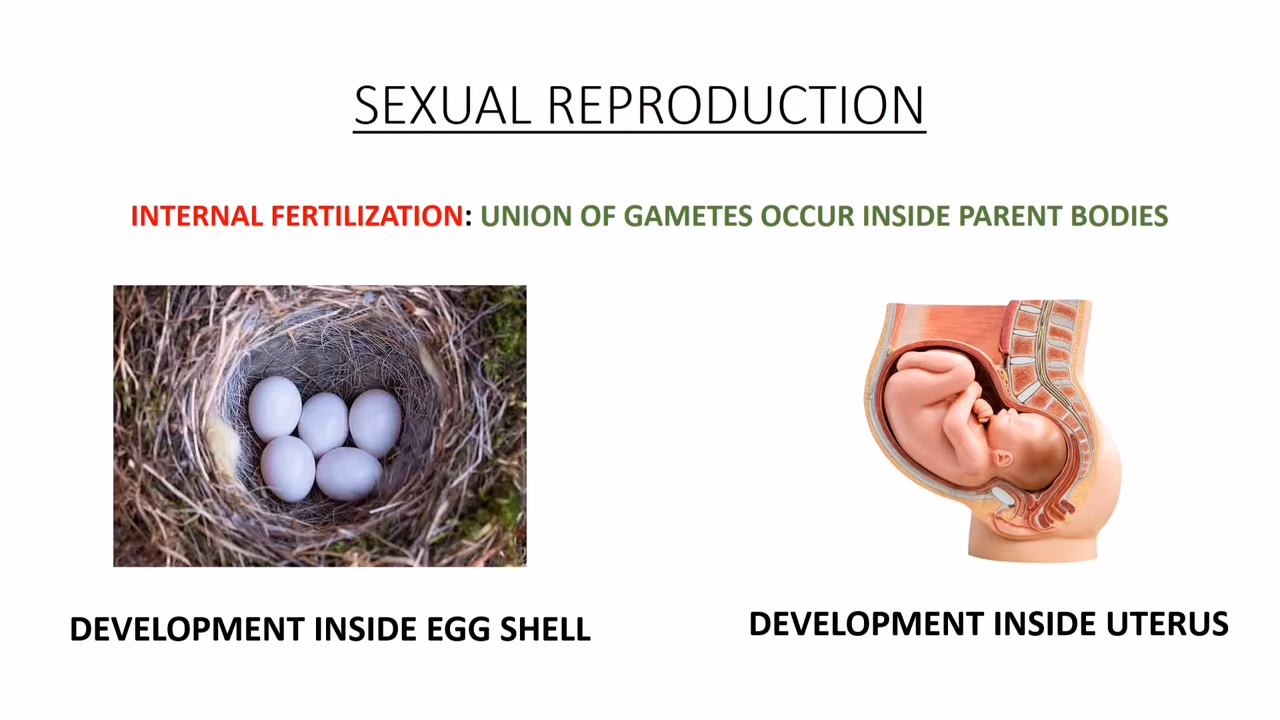 SEXUAL REPRODUCTION
INTERNAL FERTILIZATION: UNION OF GAMETES OCCUR INSIDE PARENT BODIES
DEVELOPMENT INSIDE EGG SHELL
DEVELOPMENT INSIDE UTERUS